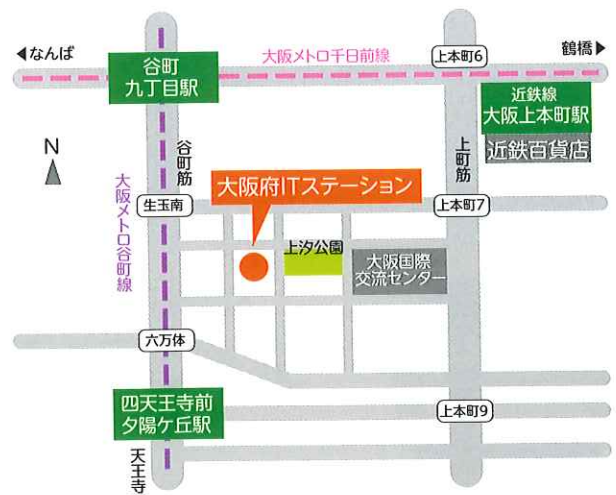 ◀なんば
大阪メトロ千日前線
上本町6
鶴橋▶
谷町
九丁目駅
近鉄線
大阪上本町駅
近鉄百貨店
N
谷町筋
上町筋
大阪メトロ谷町線
大阪府ITステーション
生玉南
上本町7
上汐公園
大阪国際
交流センター
六万体
四天王寺前
夕陽ケ丘駅
上本町9
天王寺